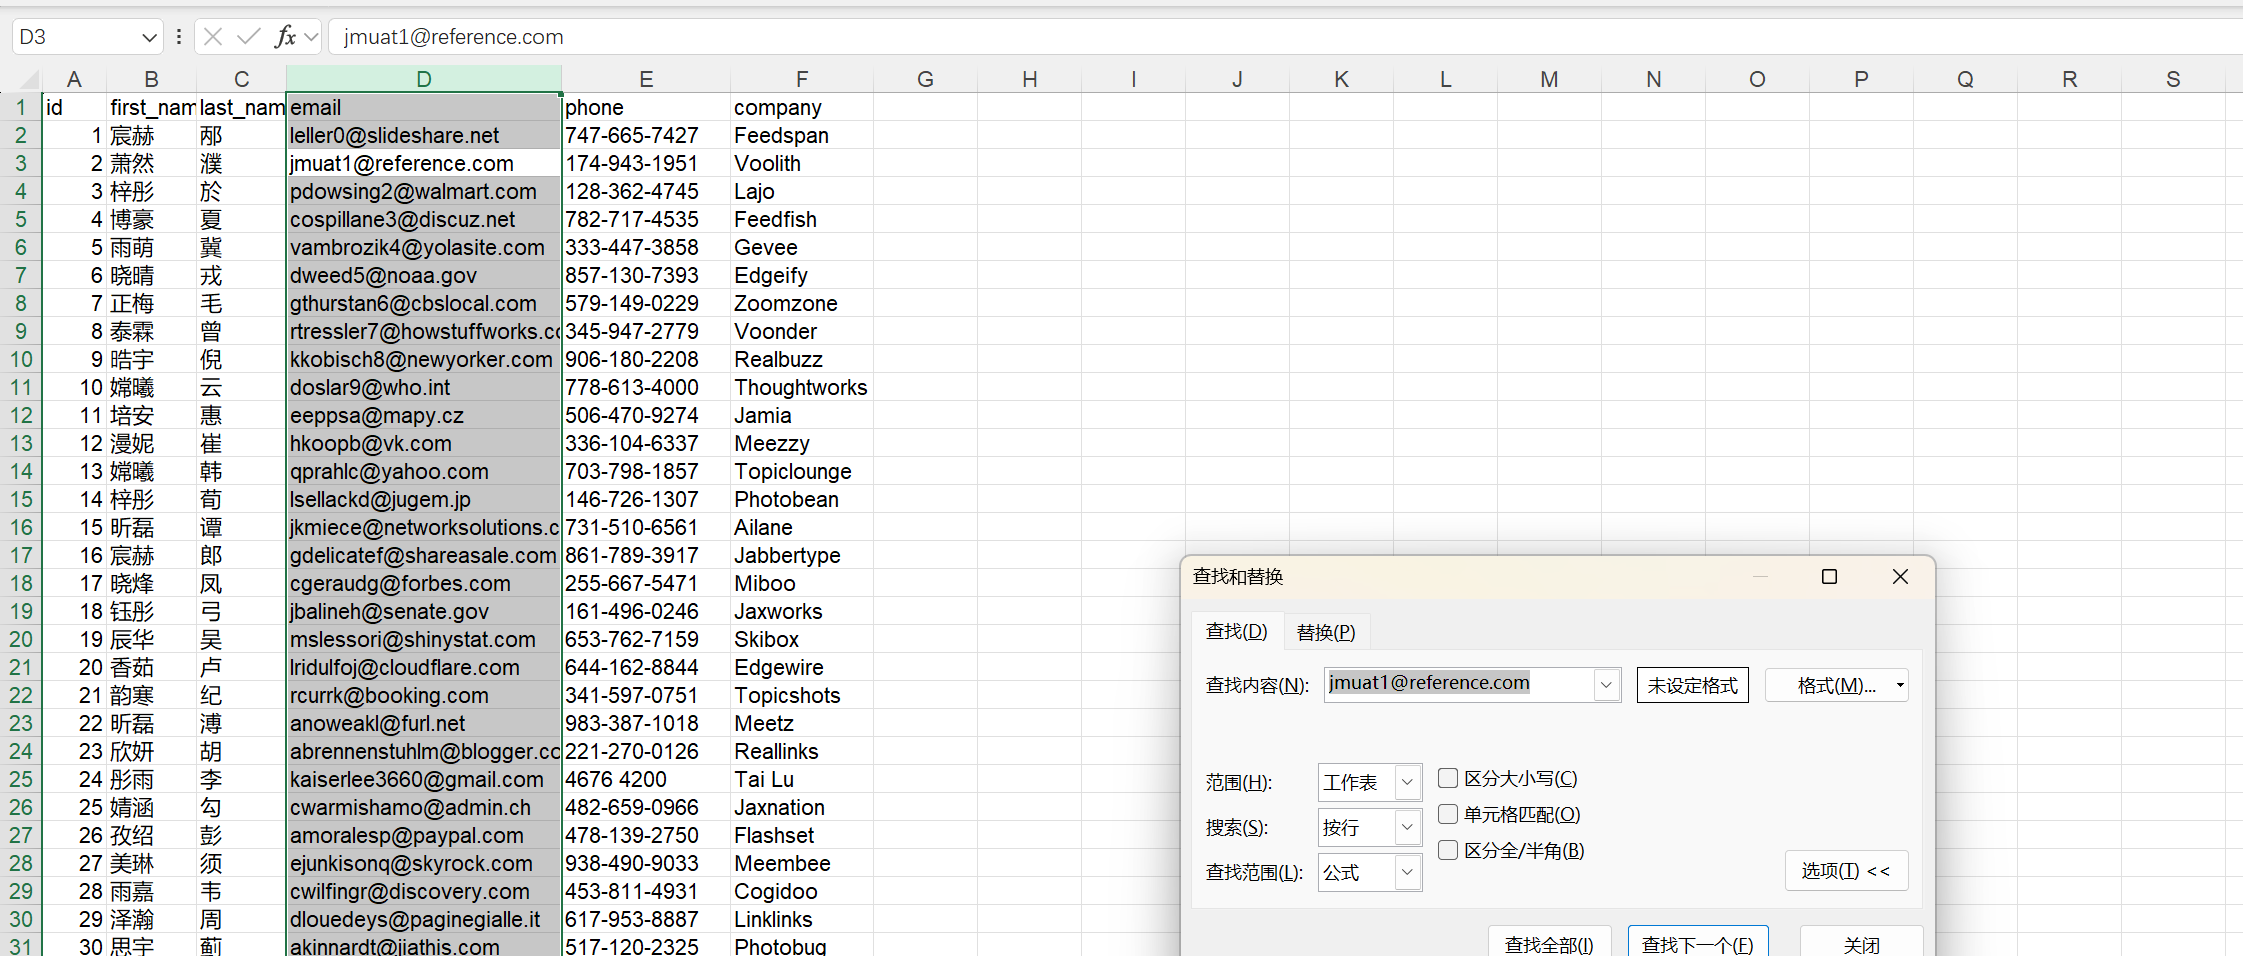 D3 fx jmuat1@reference.com
A B C D E F G H I J K L M N O P Q R S
1 id first_nam last_nam email phone company
2 1 宸赫 邴 leller0@slideshare.net 747-665-7427 Feedspan
3 2 萧然 濮 jmuat1@reference.com 174-943-1951 Voolith
4 3 梓彤 於 pdowsing2@walmart.com 128-362-4745 Lajo
5 4 博豪 夏 cospillane3@discuz.net 782-717-4535 Feedfish
6 5 雨萌 冀 vambrozik4@yolasite.com 333-447-3858 Gevee
7 6 晓晴 戎 dweed5@noaa.gov 857-130-7393 Edgeify
8 7 正梅 毛 gthurstan6@cbslocal.com 579-149-0229 Zoomzone
9 8 泰霖 曾 rtressler7@howstuffworks.co 345-947-2779 Voonder
10 9 晧宇 倪 kkobisch8@newyorker.com 906-180-2208 Realbuzz
11 10 嫦曦 云 doslar9@who.int 778-613-4000 Thoughtworks
12 11 培安 惠 eeppsa@mapy.cz 506-470-9274 Jamia
13 12 漫妮 崔 hkoopb@vk.com 336-104-6337 Meezzy
14 13 嫦曦 韩 qprahlc@yahoo.com 703-798-1857 Topiclounge
15 14 梓彤 荀 lsellackd@jugem.jp 146-726-1307 Photobean
16 15 昕磊 谭 jkmiece@networksolutions.c 731-510-6561 Ailane
17 16 宸赫 郎 gdelicatef@shareasale.com 861-789-3917 Jabbertype
18 17 晓烽 凤 cgeraudg@forbes.com 255-667-5471 Miboo
19 18 钰彤 弓 jbalineh@senate.gov 161-496-0246 Jaxworks
20 19 辰华 吴 mslessori@shinystat.com 653-762-7159 Skibox
21 20 香茹 卢 lridulfoj@cloudflare.com 644-162-8844 Edgewire
22 21 韵寒 纪 rcurrk@booking.com 341-597-0751 Topicshots
23 22 昕磊 溥 anoweakl@furl.net 983-387-1018 Meetz
24 23 欣妍 胡 abrennenstuhlm@blogger.co 221-270-0126 Reallinks
25 24 彤雨 李 kaiserlee3660@gmail.com 4676 4200 Tai Lu
26 25 婧涵 勾 cwarmishamo@admin.ch 482-659-0966 Jaxnation
27 26 孜绍 彭 amoralesp@paypal.com 478-139-2750 Flashset
28 27 美琳 须 ejunkisonq@skyrock.com 938-490-9033 Meembee
29 28 雨嘉 韦 cwilfingr@discovery.com 453-811-4931 Cogidoo
30 29 泽瀚 周 dlouedeys@paginegialle.it 617-953-8887 Linklinks
31 30 思宇 蓟 akinnardt@jiathis.com 517-120-2325 Photobug
查找和替换
查找(D) 替换(P)
查找内容(N): jmuat1@reference.com 未设定格式 格式(M)...
范围(H): 工作表 区分大小写(C)
单元格匹配(O)
搜索(S): 按行
区分全/半角(B)
查找范围(L): 公式 选项(T) <<
查找全部(I) 查找下一个(F) 关闭